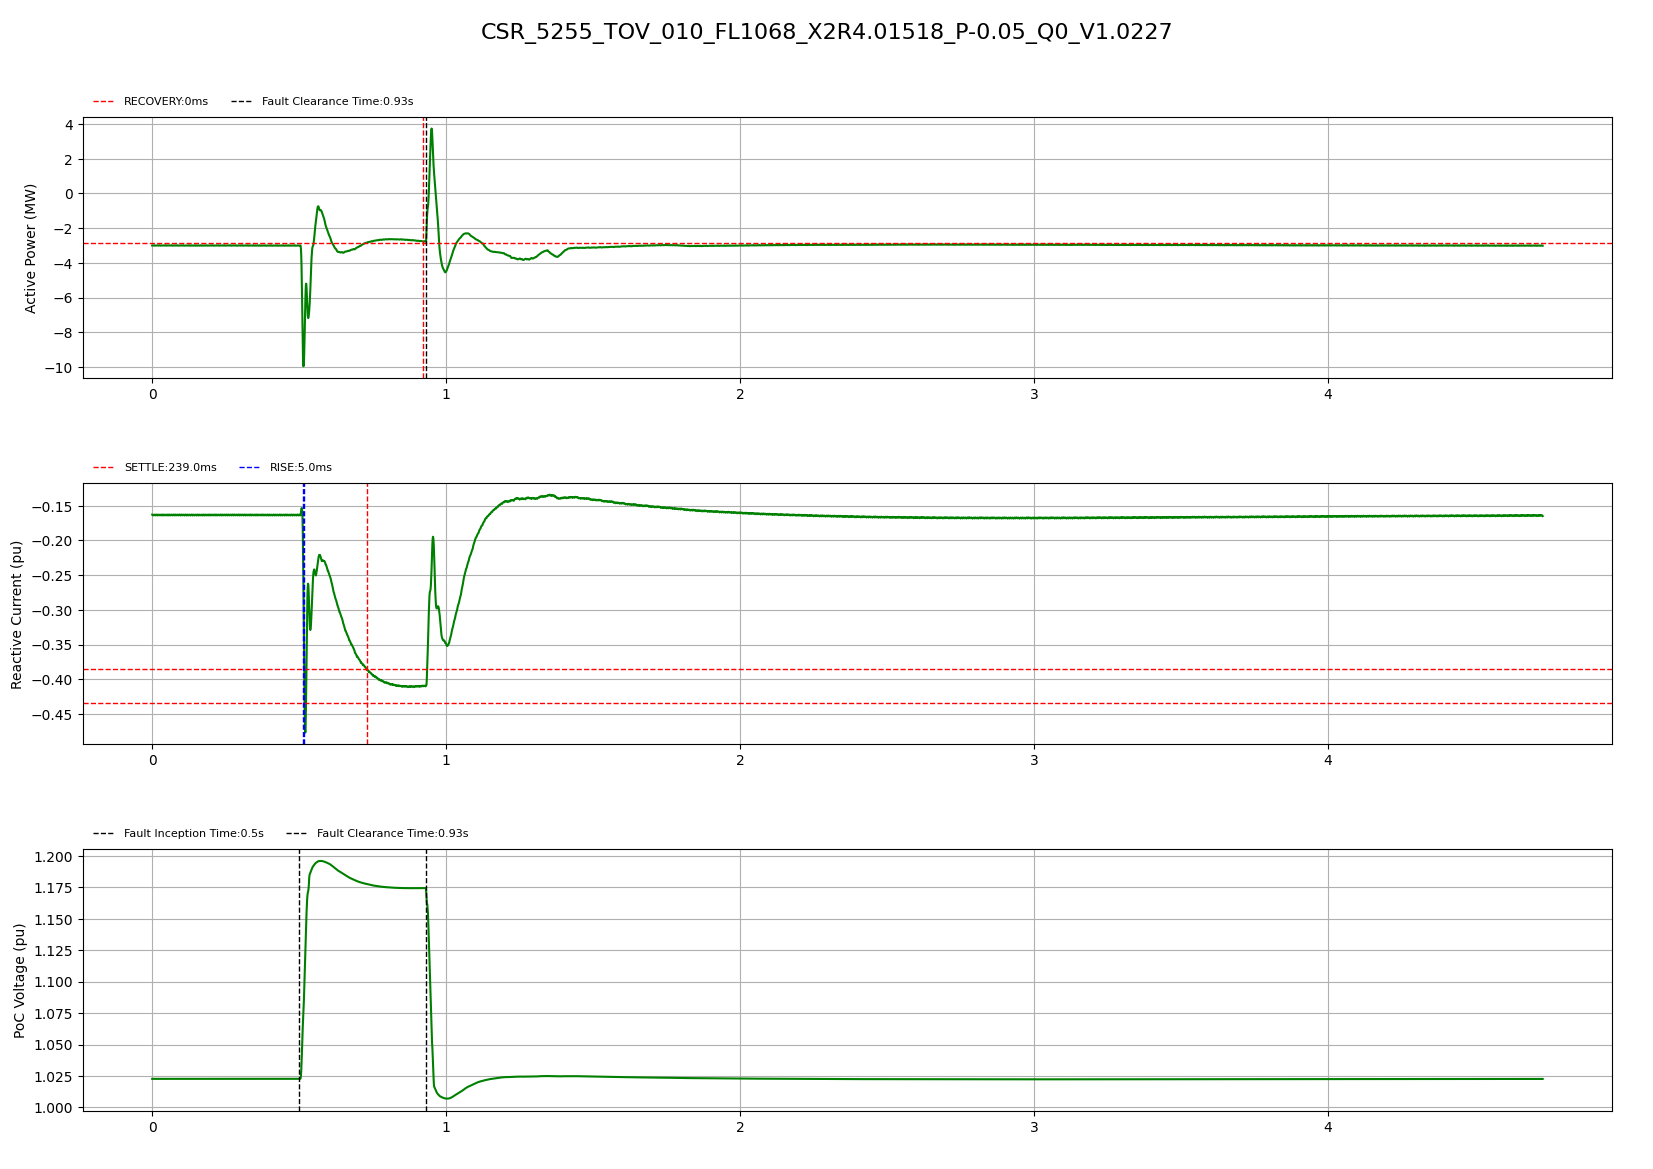 CSR_5255_TOV_010_FL1068_X2R4.01518_P-0.05_Q0_V1.0227
RECOVERY:0ms Fault Clearance Time:0.93s
Active Power (MW)
4
2
0
−2
−4
−6
−8
−10
0 1 2 3 4
SETTLE:239.0ms RISE:5.0ms
Reactive Current (pu)
−0.15
−0.20
−0.25
−0.30
−0.35
−0.40
−0.45
0 1 2 3 4
Fault Inception Time:0.5s Fault Clearance Time:0.93s
PoC Voltage (pu)
1.200
1.175
1.150
1.125
1.100
1.075
1.050
1.025
1.000
0 1 2 3 4